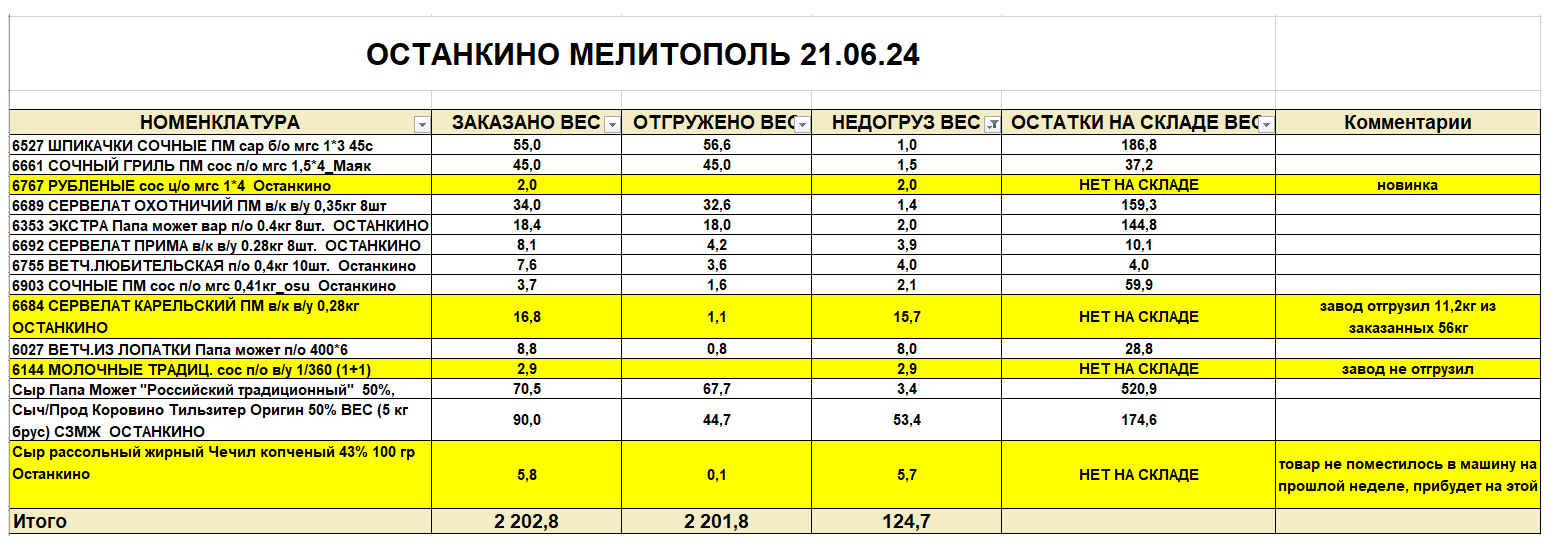 ОСТАНКИНО МЕЛИТОПОЛЬ 21.06.24
НОМЕНКЛАТУРА ЗАКАЗАНО ВЕС ОТГРУЖЕНО ВЕС НЕДОГРУЗ ВЕС ОСТАТКИ НА СКЛАДЕ ВЕС Комментарии
6527 ШПИКАЧКИ СОЧНЫЕ ПМ сар б/о мгс 1*3 45с 55,0 56,6 1,0 186,8
6661 СОЧНЫЙ ГРИЛЬ ПМ сос п/о мгс 1,5*4_Маяк 45,0 45,0 1,5 37,2
6767 РУБЛЕНЫЕ сос ц/о мгс 1*4 Останкино 2,0 2,0 НЕТ НА СКЛАДЕ новинка
6689 СЕРВЕЛАТ ОХОТНИЧИЙ ПМ в/к в/у 0,35кг 8шт 34,0 32,6 1,4 159,3
6353 ЭКСТРА Папа может вар п/о 0.4кг 8шт. ОСТАНКИНО 18,4 18,0 2,0 144,8
6692 СЕРВЕЛАТ ПРИМА в/к в/у 0.28кг 8шт. ОСТАНКИНО 8,1 4,2 3,9 10,1
6755 ВЕТЧ.ЛЮБИТЕЛЬСКАЯ п/о 0,4кг 10шт. Останкино 7,6 3,6 4,0 4,0
6903 СОЧНЫЕ ПМ сос п/о мгс 0,41кг_osu Останкино 3,7 1,6 2,1 59,9
6684 СЕРВЕЛАТ КАРЕЛЬСКИЙ ПМ в/к в/у 0,28кг
ОСТАНКИНО 16,8 1,1 15,7 НЕТ НА СКЛАДЕ завод отгрузил 11,2кг из
заказанных 56кг
6027 ВЕТЧ.ИЗ ЛОПАТКИ Папа может п/о 400*6 8,8 0,8 8,0 28,8
6144 МОЛОЧНЫЕ ТРАДИЦ. сос п/о в/у 1/360 (1+1) 2,9 2,9 НЕТ НА СКЛАДЕ завод не отгрузил
Сыр Папа Может "Российский традиционный" 50%, 70,5 67,7 3,4 520,9
Сыч/Прод Коровино Тильзитер Оригин 50% ВЕС (5 кг
брус) СЗМЖ ОСТАНКИНО 90,0 44,7 53,4 174,6
Сыр рассольный жирный Чечил копченый 43% 100 гр
Останкино 5,8 0,1 5,7 НЕТ НА СКЛАДЕ товар не поместилось в машину на
прошлой неделе, прибудет на этой
Итого 2 202,8 2 201,8 124,7